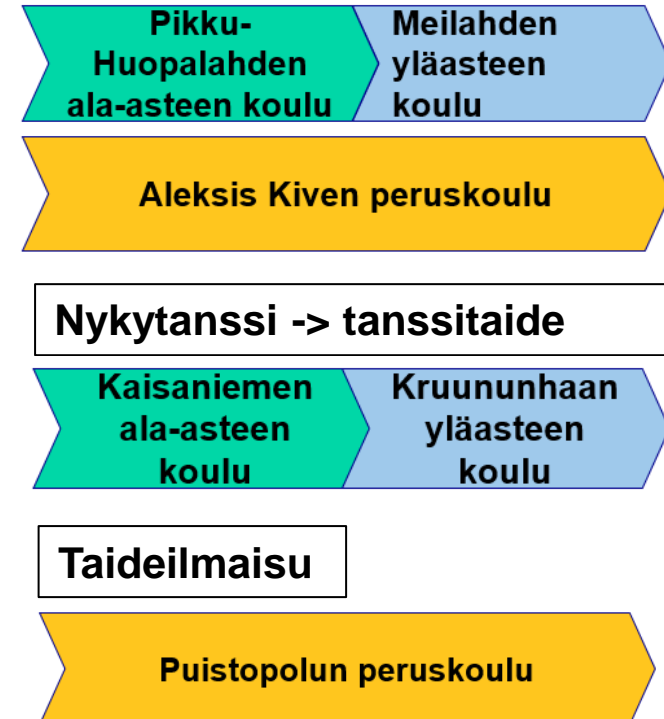 Pikku-
Huopalahden
ala-asteen koulu
Meilahden
yläasteen
koulu
Aleksis Kiven peruskoulu
Nykytanssi -> tanssitaide
Kaisaniemen
ala-asteen
koulu
Kruununhaan
yläasteen
koulu
Taideilmaisu
Puistopolun peruskoulu